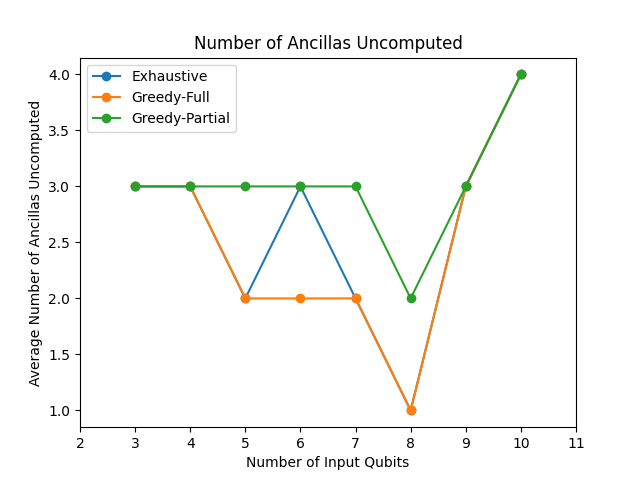 Number of Ancillas Uncomputed
Exhaustive
Greedy-Full
Greedy-Partial
Average Number of Ancillas Uncomputed
4.0
3.5
3.0
2.5
2.0
1.5
1.0
2 3 4 5 6 7 8 9 10 11
Number of Input Qubits